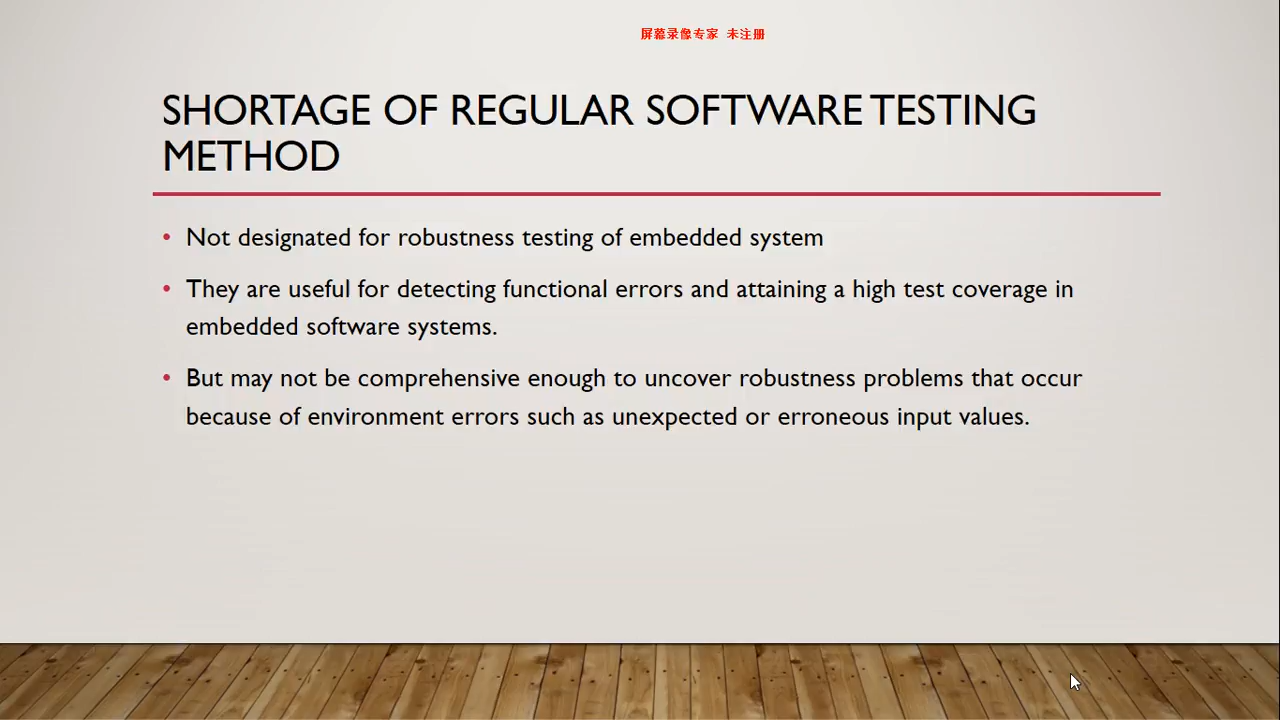 屏幕录像专家 未注册
SHORTAGE OF REGULAR SOFTWARE TESTING
METHOD
• Not designated for robustness testing of embedded system
• They are useful for detecting functional errors and attaining a high test coverage in
embedded software systems.
• But may not be comprehensive enough to uncover robustness problems that occur
because of environment errors such as unexpected or erroneous input values.